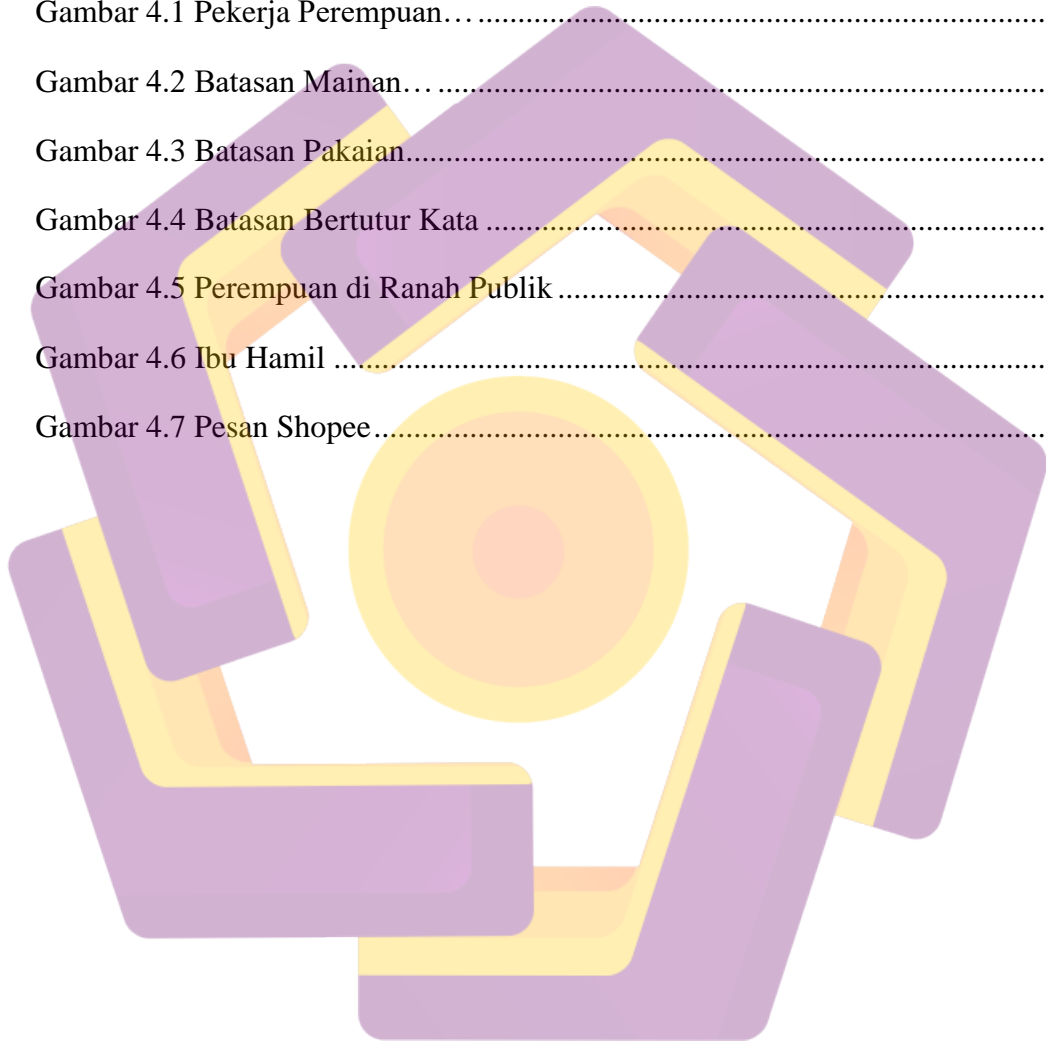 Gambar 4.1 Pekerja Perempuan… ......................................................................
Gambar 4.2 Batasan Mainan… ...........................................................................
Gambar 4.3 Batasan Pakaian...............................................................................
Gambar 4.4 Batasan Bertutur Kata .....................................................................
Gambar 4.5 Perempuan di Ranah Publik ............................................................
Gambar 4.6 Ibu Hamil ........................................................................................
Gambar 4.7 Pesan Shopee...................................................................................